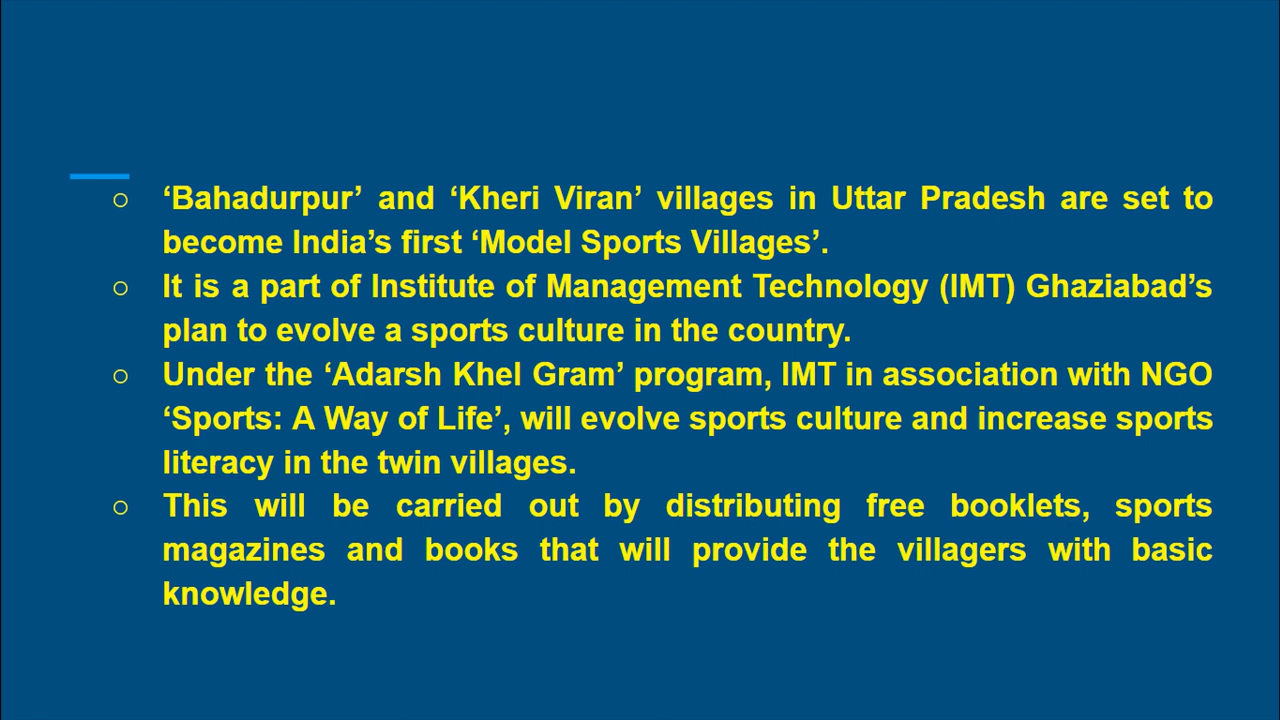 ○ ‘Bahadurpur’ and ‘Kheri Viran’ villages in Uttar Pradesh are set to
become India’s first ‘Model Sports Villages’.
○ It is a part of Institute of Management Technology (IMT) Ghaziabad’s
plan to evolve a sports culture in the country.
○ Under the ‘Adarsh Khel Gram’ program, IMT in association with NGO
‘Sports: A Way of Life’, will evolve sports culture and increase sports
literacy in the twin villages.
○ This will be carried out by distributing free booklets, sports
magazines and books that will provide the villagers with basic
knowledge.